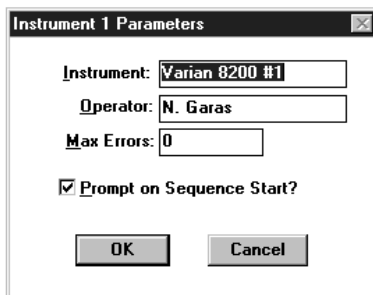 Instrument 1 Parameters
Instrument: Varian 8200 #1
Operator: N. Garas
Max Errors: 0
Prompt on Sequence Start?
OK Cancel